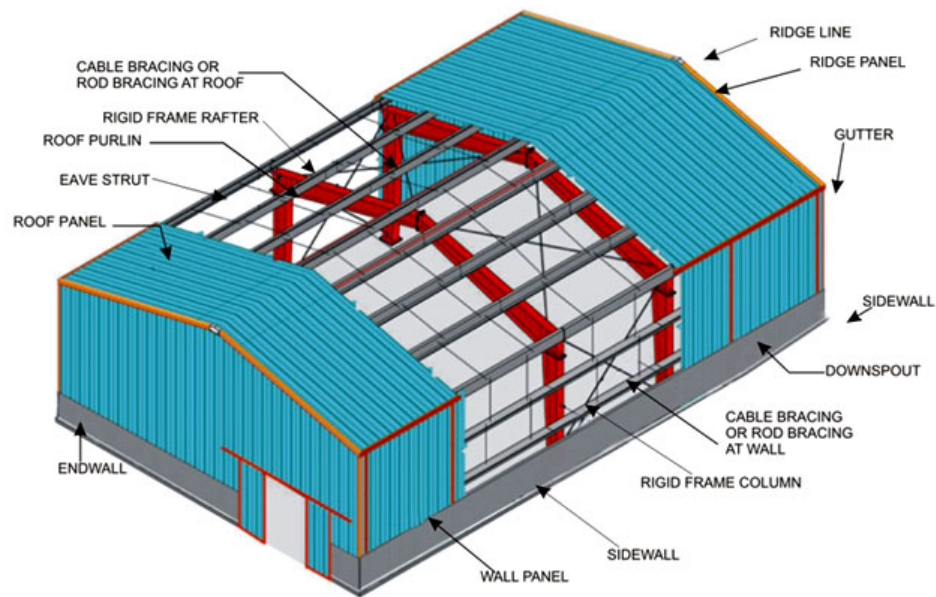 RIDGE LINE
RIDGE PANEL
CABLE BRACING OR
ROD BRACING AT ROOF
RIGID FRAME RAFTER
ROOF PURLIN
GUTTER
EAVE STRUT
ROOF PANEL
SIDEWALL
DOWNSPOUT
CABLE BRACING
OR ROD BRACING
AT WALL
ENDWALL
RIGID FRAME COLUMN
SIDEWALL
WALL PANEL